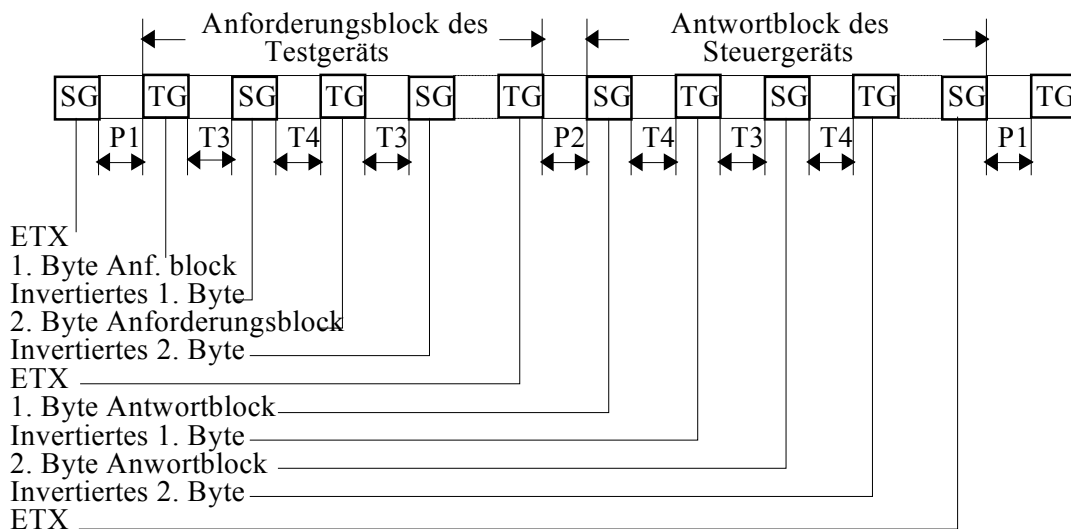 Anforderungsblock des
Testgeräts
Antwortblock des
Steuergeräts
SG TG SG TG SG TG SG TG SG TG SG TG
P1 T3 T4 T3 P2 T4 T3 T4 P1
ETX
1. Byte Anf. block
Invertiertes 1. Byte
2. Byte Anforderungsblock
Invertiertes 2. Byte
ETX
1. Byte Antwortblock
Invertiertes 1. Byte
2. Byte Anwortblock
Invertiertes 2. Byte
ETX